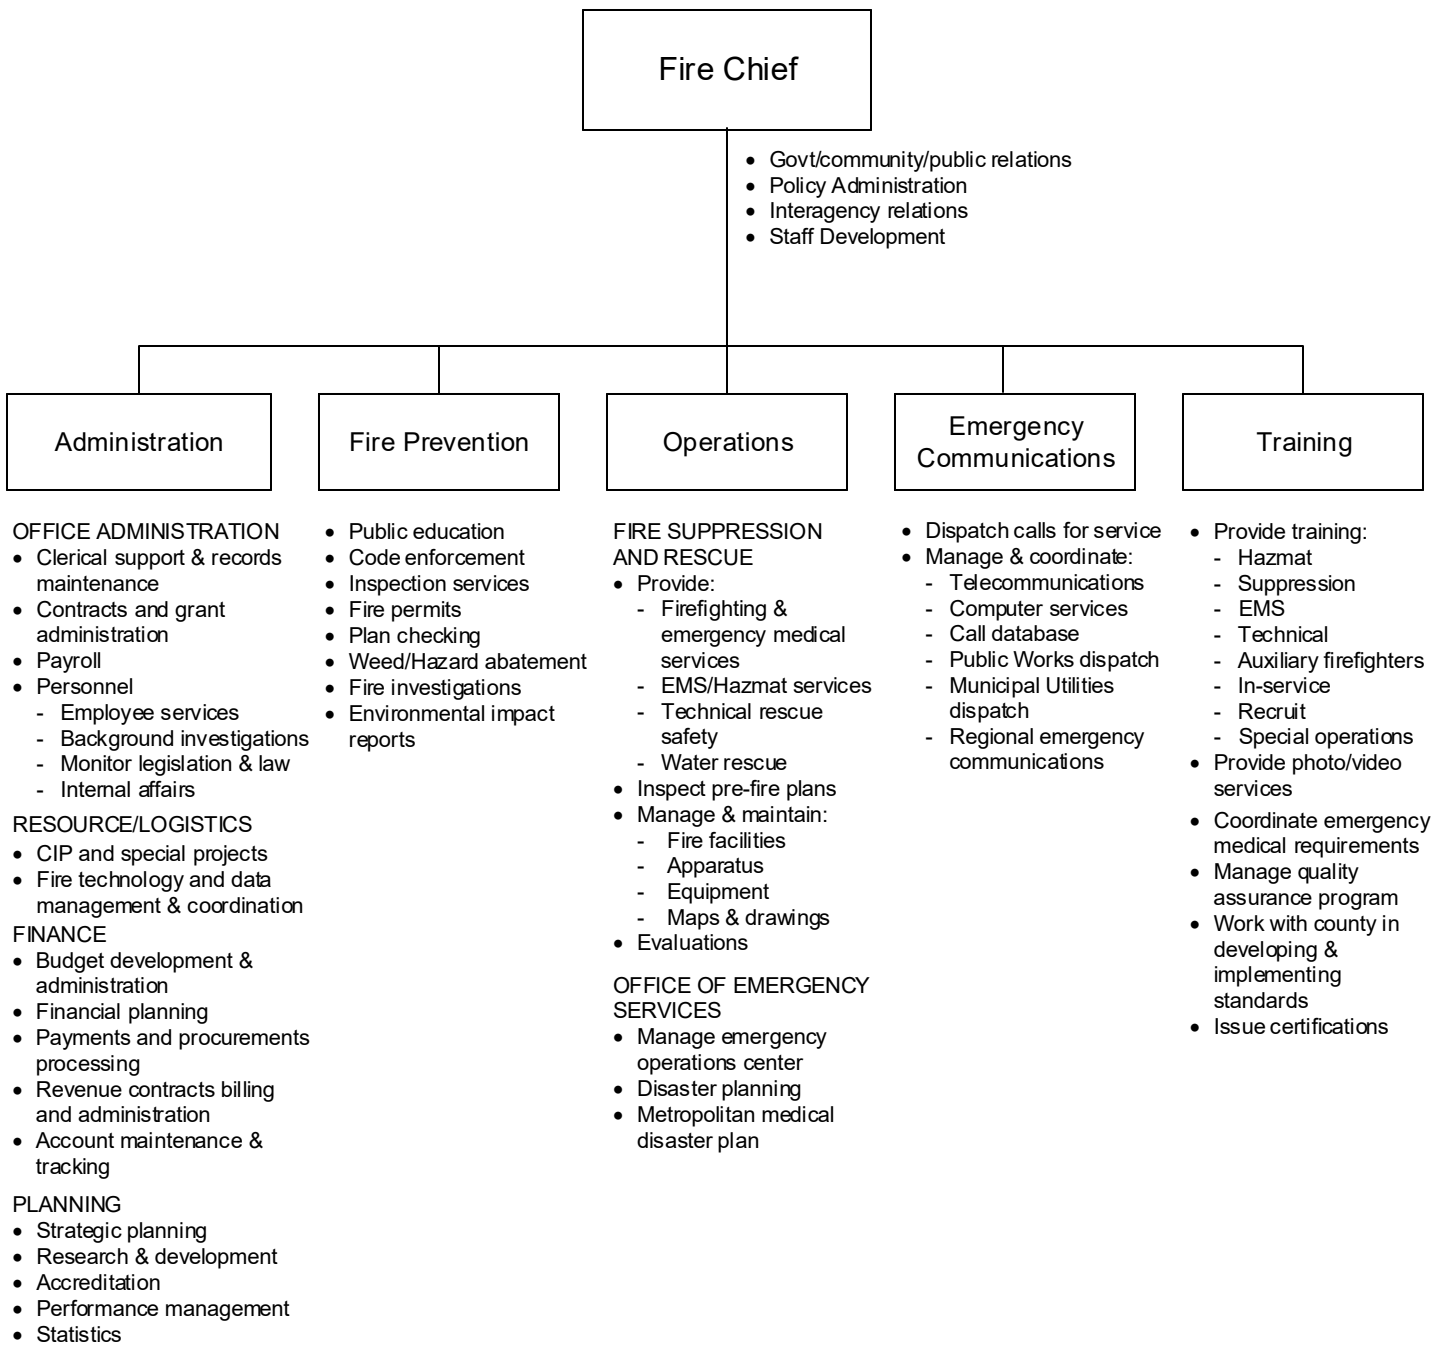 Fire Chief
• Govt/community/public relations
• Policy Administration
• Interagency relations
• Staff Development
Administration
OFFICE ADMINISTRATION
• Clerical support & records
maintenance
• Contracts and grant
administration
• Payroll
• Personnel
- Employee services
- Background investigations
- Monitor legislation & law
- Internal affairs
RESOURCE/LOGISTICS
• CIP and special projects
• Fire technology and data
management & coordination
FINANCE
• Budget development &
administration
• Financial planning
• Payments and procurements
processing
• Revenue contracts billing
and administration
• Account maintenance &
tracking
PLANNING
• Strategic planning
• Research & development
• Accreditation
• Performance management
• Statistics
Fire Prevention
• Public education
• Code enforcement
• Inspection services
• Fire permits
• Plan checking
• Weed/Hazard abatement
• Fire investigations
• Environmental impact
reports
Operations
FIRE SUPPRESSION
AND RESCUE
• Provide:
- Firefighting &
emergency medical
services
- EMS/Hazmat services
- Technical rescue
safety
- Water rescue
• Inspect pre-fire plans
• Manage & maintain:
- Fire facilities
- Apparatus
- Equipment
- Maps & drawings
• Evaluations
OFFICE OF EMERGENCY
SERVICES
• Manage emergency
operations center
• Disaster planning
• Metropolitan medical
disaster plan
Emergency
Communications
• Dispatch calls for service
• Manage & coordinate:
- Telecommunications
- Computer services
- Call database
- Public Works dispatch
- Municipal Utilities
dispatch
- Regional emergency
communications
Training
• Provide training:
- Hazmat
- Suppression
- EMS
- Technical
- Auxiliary firefighters
- In-service
- Recruit
- Special operations
• Provide photo/video
services
• Coordinate emergency
medical requirements
• Manage quality
assurance program
• Work with county in
developing &
implementing
standards
• Issue certifications